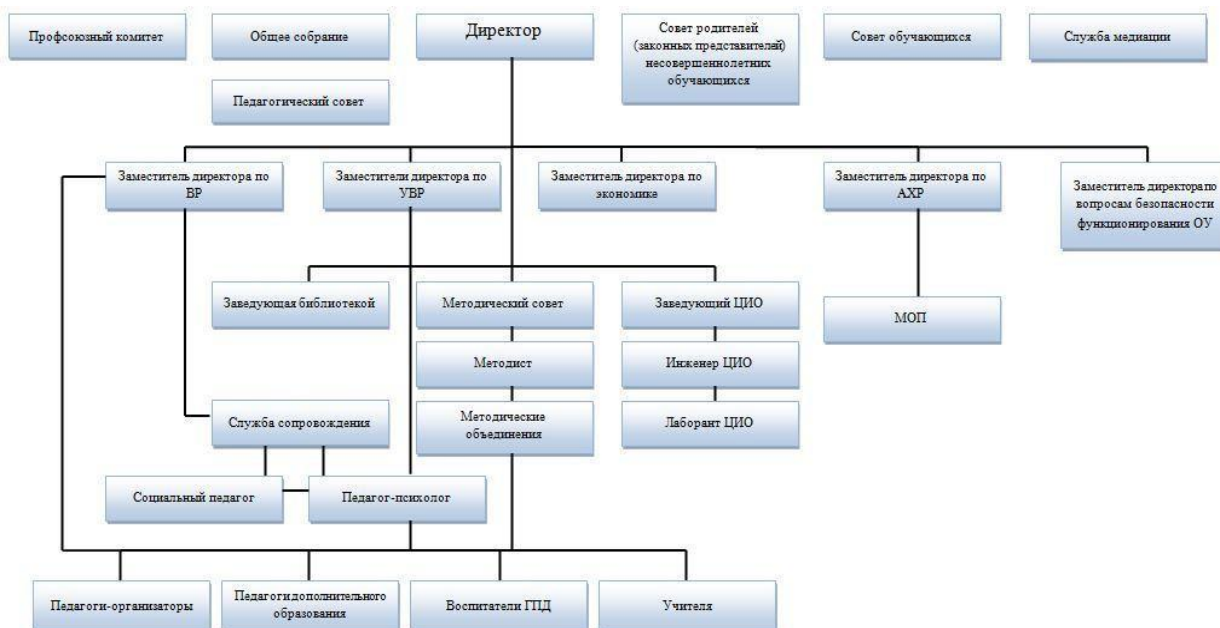 Профсоюзный комитет
Общее собрание
Директор
Совет родителей
(законных представителей)
несовершеннолетних
обучающихся
Совет обучающихся
Служба медиации
Педагогический совет
Заместитель директора по
ВР
Заместители директора по
УВР
Заместитель директора по
экономике
Заместитель директора по
АХР
Заместитель директора по
вопросам безопасности
функционирования ОУ
Заведующая библиотекой
Методический совет
Заведующий ЦИО
МОП
Методист
Инженер ЦИО
Служба сопровождения
Методические
объединения
Лаборант ЦИО
Социальный педагог
Педагог-психолог
Педагоги-организаторы
Педагоги дополнительного
образования
Воспитатели ГПД
Учителя